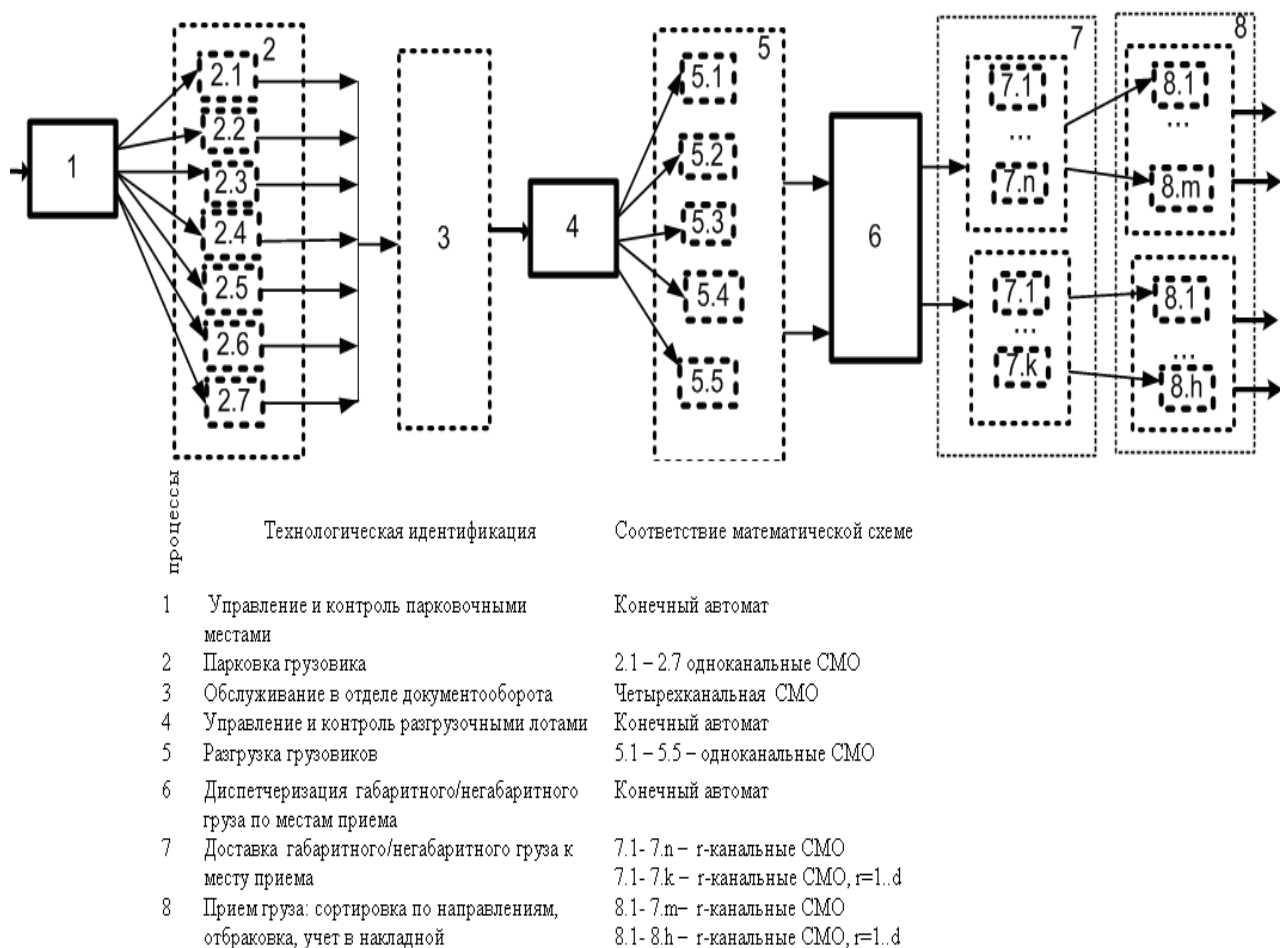 2
5
7
8
2.1
2.2
2.3
2.4
2.5
2.6
2.7
1
3
4
5.1
5.2
5.3
5.4
5.5
6
7.1
...
7.n
7.1
...
7.k
8.1
...
8.m
8.1
...
8.h
процессы
Технологическая идентификация Соответствие математической схеме
1 Управление и контроль парковочными Конечный автомат
местами
2 Парковка грузовика 2.1 – 2.7 одноканальные СМО
3 Обслуживание в отделе документооборота Четырехканальная СМО
4 Управление и контроль разгрузочными лотами Конечный автомат
5 Разгрузка грузовиков 5.1 – 5.5 – одноканальные СМО
6 Диспетчеризация габаритного/негабаритного Конечный автомат
груза по местам приема
7 Доставка габаритного/негабаритного груза к 7.1- 7.n – r-канальные СМО
месту приема 7.1- 7.k – r-канальные СМО, r=1..d
8 Прием груза: сортировка по направлениям, 8.1- 7.m– r-канальные СМО
отбраковка, учет в накладной 8.1- 8.h – r-канальные СМО, r=1..d